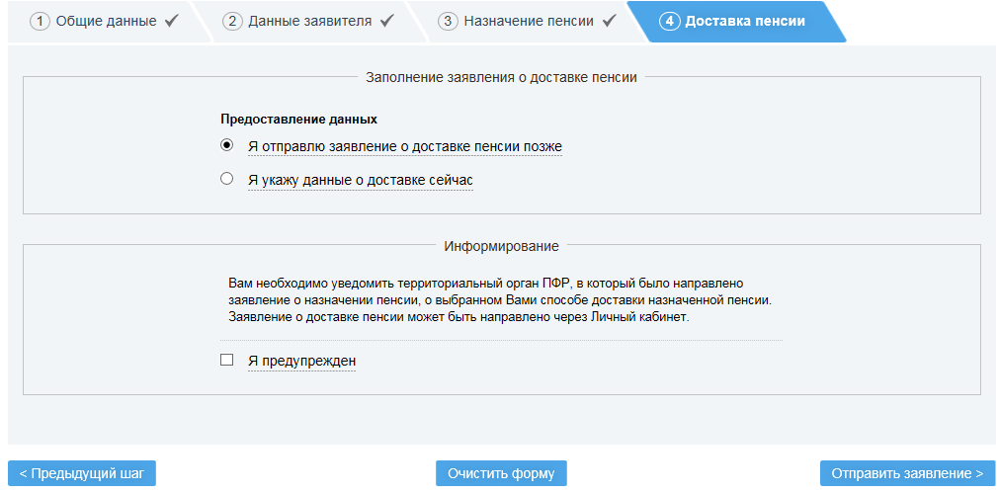 1 Общие данные
2 Данные заявителя
3 Назначение пенсии
4 Доставка пенсии
Заполнение заявления о доставке пенсии
Предоставление данных
Я отправлю заявление о доставке пенсии позже
Я укажу данные о доставке сейчас
Информирование
Вам необходимо уведомить территориальный орган ПФР, в который было направлено
заявление о назначении пенсии, о выбранном Вами способе доставки назначенной пенсии.
Заявление о доставке пенсии может быть направлено через Личный кабинет.
Я предупрежден
< Предыдущий шаг
Очистить форму
Отправить заявление >